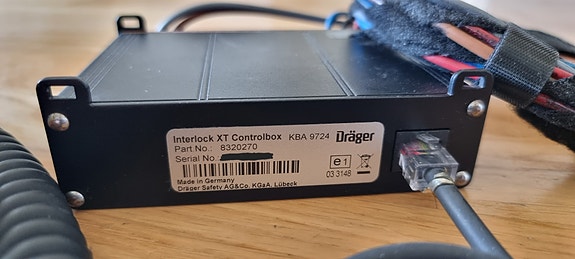 Interlock XT Controlbox KBA 9724 Dräger
Part No.: 8320270
Serial No.:
e1
03 3148
Made in Germany
Dräger Safety AG&Co. KGaA, Lübeck